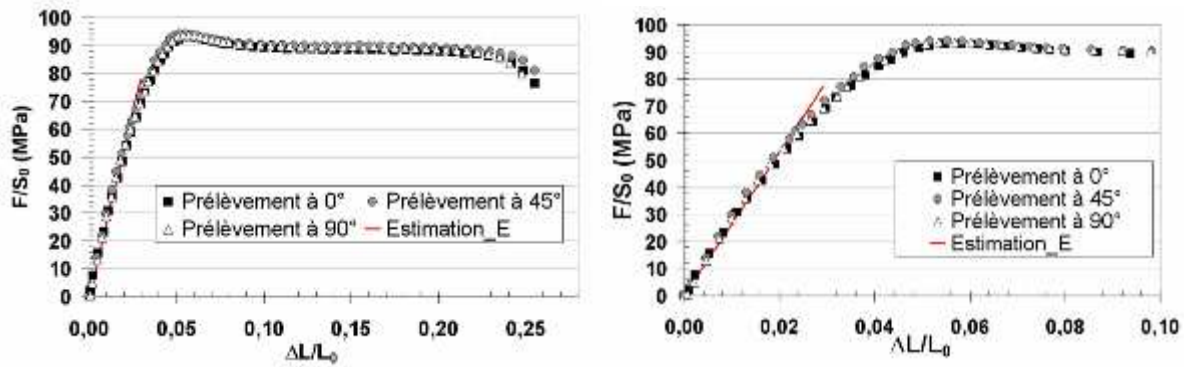 F/S₀ (MPa)
100
90
80
70
60
50
40
30
20
10
0
0,00 0,05 0,10 0,15 0,20 0,25
ΔL/L₀
Prélèvement à 0° Prélèvement à 45°
Prélèvement à 90° Estimation_E
F/S₀ (MPa)
100
90
80
70
60
50
40
30
20
10
0
0,00 0,02 0,04 0,06 0,08 0,10
ΔL/L₀
Prélèvement à 0°
Prélèvement à 45°
Prélèvement à 90°
Estimation_E